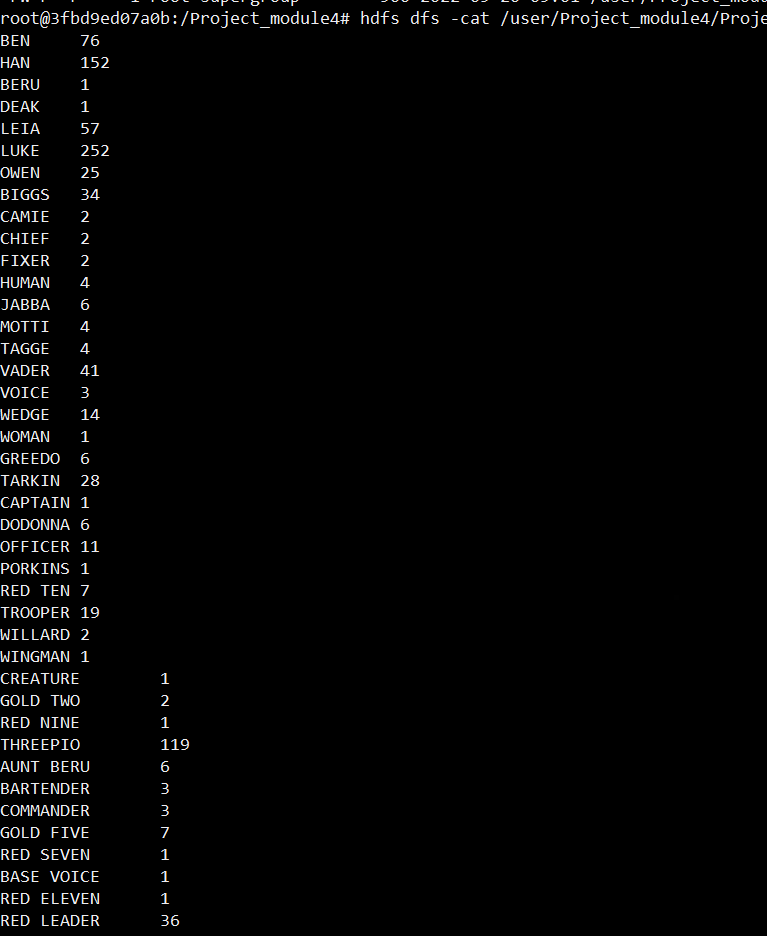 root@3fbd9ed07a0b:/Project_module4# hdfs dfs -cat /user/Project_module4/Proje
BEN 76
HAN 152
BERU 1
DEAK 1
LEIA 57
LUKE 252
OWEN 25
BIGGS 34
CAMIE 2
CHIEF 2
FIXER 2
HUMAN 4
JABBA 6
MOTTI 4
TAGGE 4
VADER 41
VOICE 3
WEDGE 14
WOMAN 1
GREEDO 6
TARKIN 28
CAPTAIN 1
DODONNA 6
OFFICER 11
PORKINS 1
RED TEN 7
TROOPER 19
WILLARD 2
WINGMAN 1
CREATURE 1
GOLD TWO 2
RED NINE 1
THREEPIO 119
AUNT BERU 6
BARTENDER 3
COMMANDER 3
GOLD FIVE 7
RED SEVEN 1
BASE VOICE 1
RED ELEVEN 1
RED LEADER 36